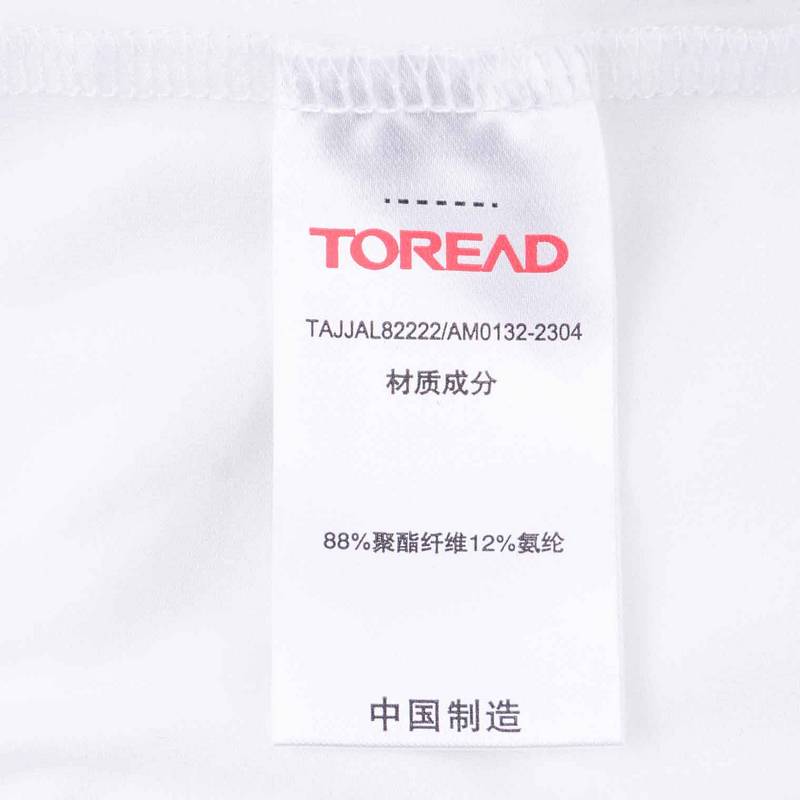 TOREAD
TAJJAL82222/AM0132-2304
材质成分
88%聚酯纤维12%氨纶
中国制造